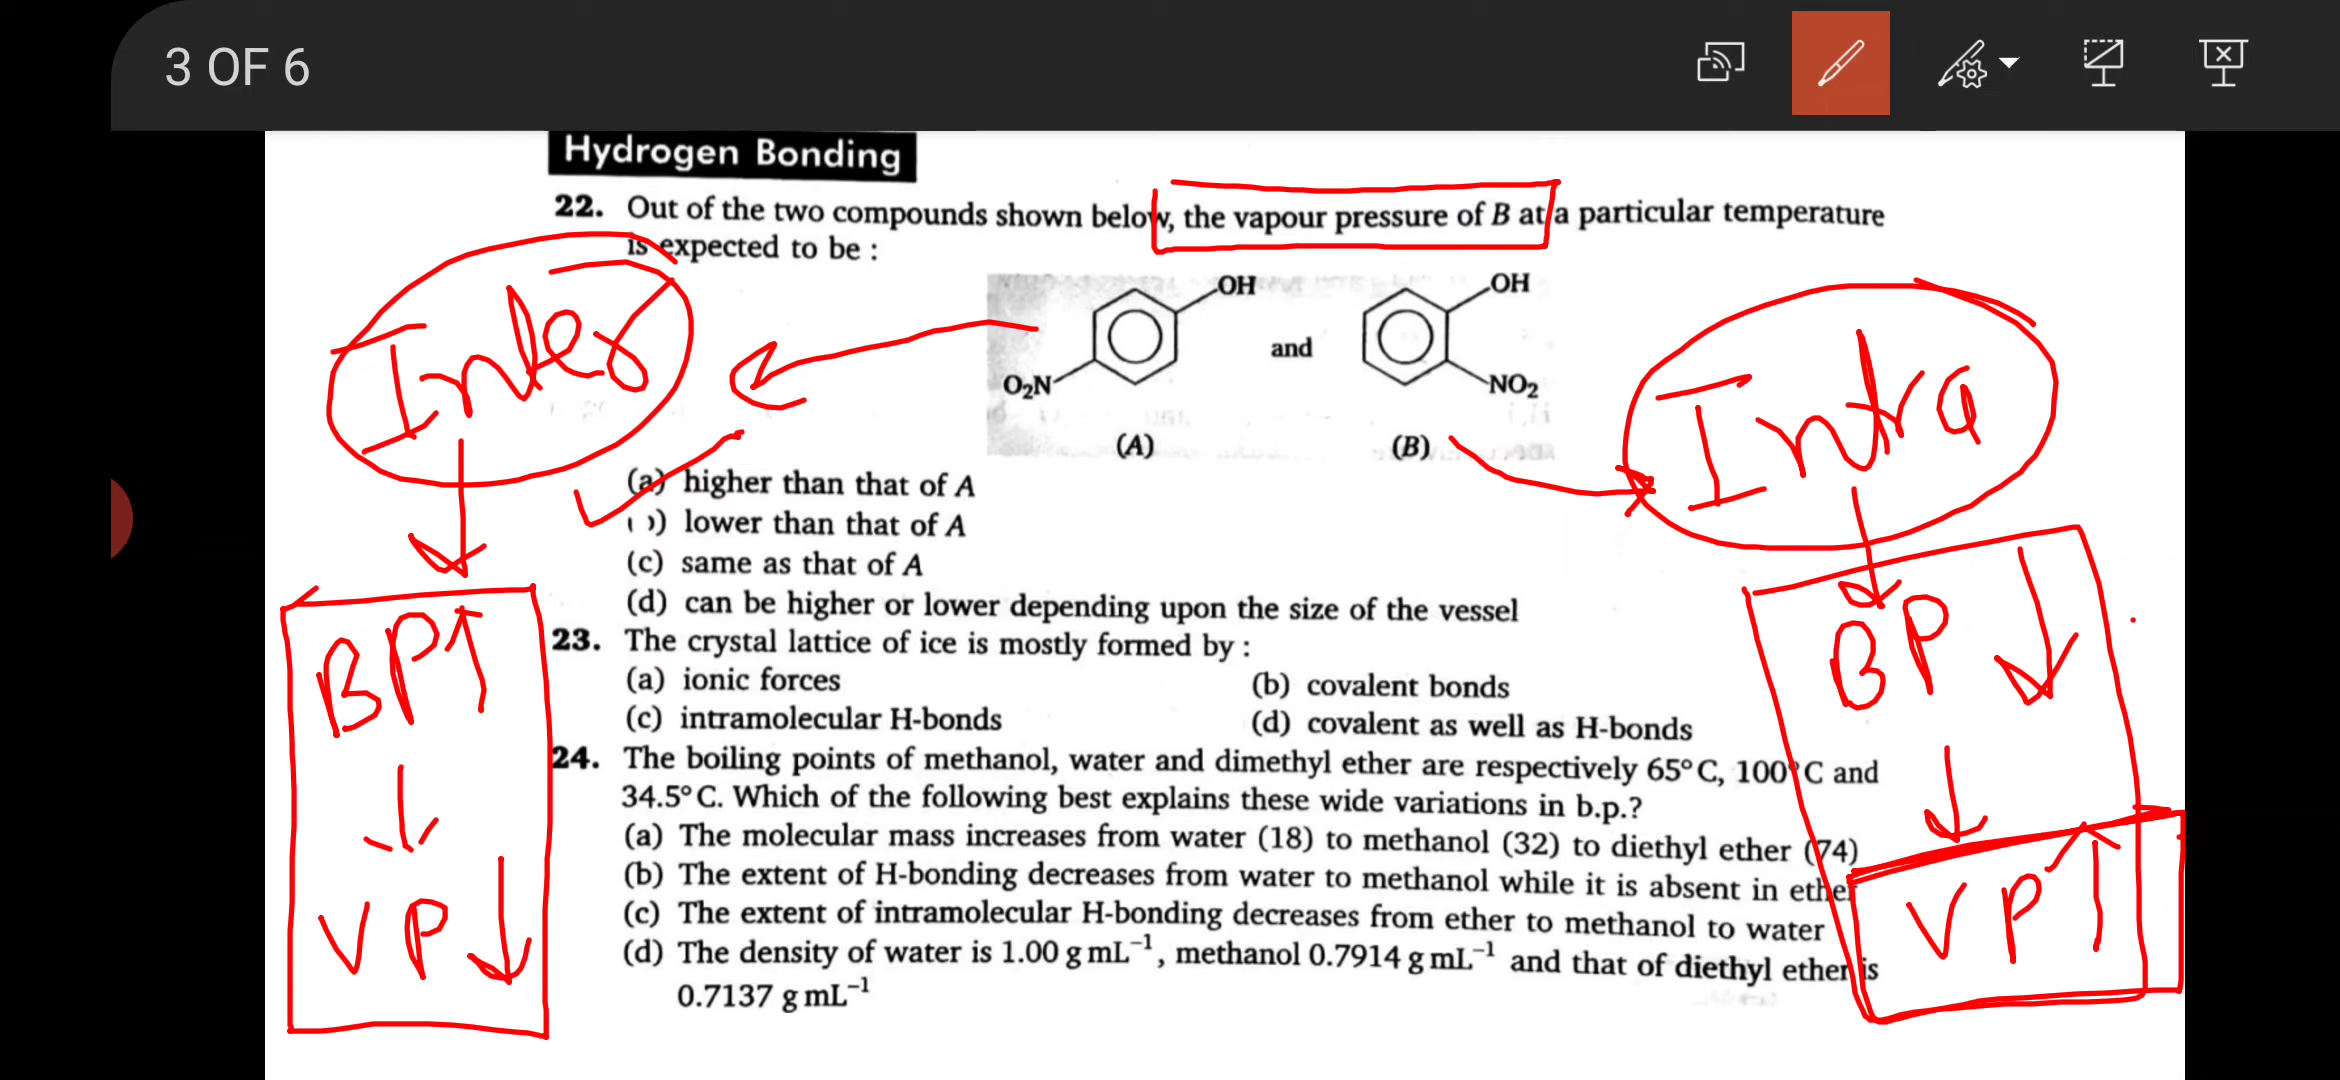 3 OF 6
Hydrogen Bonding
22. Out of the two compounds shown below, the vapour pressure of B at a particular temperature
is expected to be :
OH
OH
and
O₂N
NO₂
(A)
(B)
Inter
Intra
(a) higher than that of A
) lower than that of A
(c) same as that of A
(d) can be higher or lower depending upon the size of the vessel
BP↑
BP↓
23. The crystal lattice of ice is mostly formed by :
(a) ionic forces
(b) covalent bonds
(c) intramolecular H-bonds
(d) covalent as well as H-bonds
24. The boiling points of methanol, water and dimethyl ether are respectively 65°C, 100°C and
34.5°C. Which of the following best explains these wide variations in b.p.?
(a) The molecular mass increases from water (18) to methanol (32) to diethyl ether (74)
(b) The extent of H-bonding decreases from water to methanol while it is absent in ether
(c) The extent of intramolecular H-bonding decreases from ether to methanol to water
(d) The density of water is 1.00 g mL⁻¹, methanol 0.7914 g mL⁻¹ and that of diethyl ether is
0.7137 g mL⁻¹
VP↓
VP↑